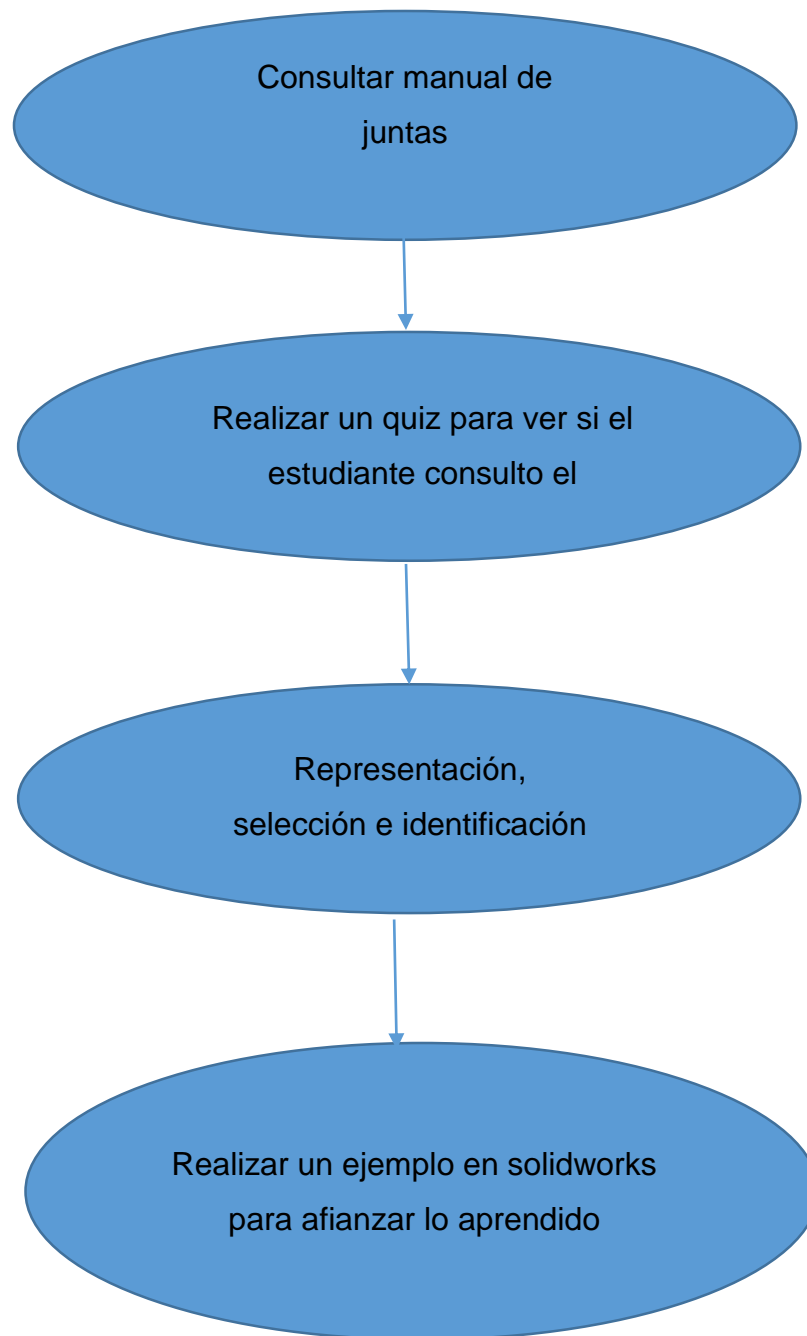 Consultar manual de
juntas
Realizar un quiz para ver si el
estudiante consulto el
Representación,
selección e identificación
Realizar un ejemplo en solidworks
para afianzar lo aprendido